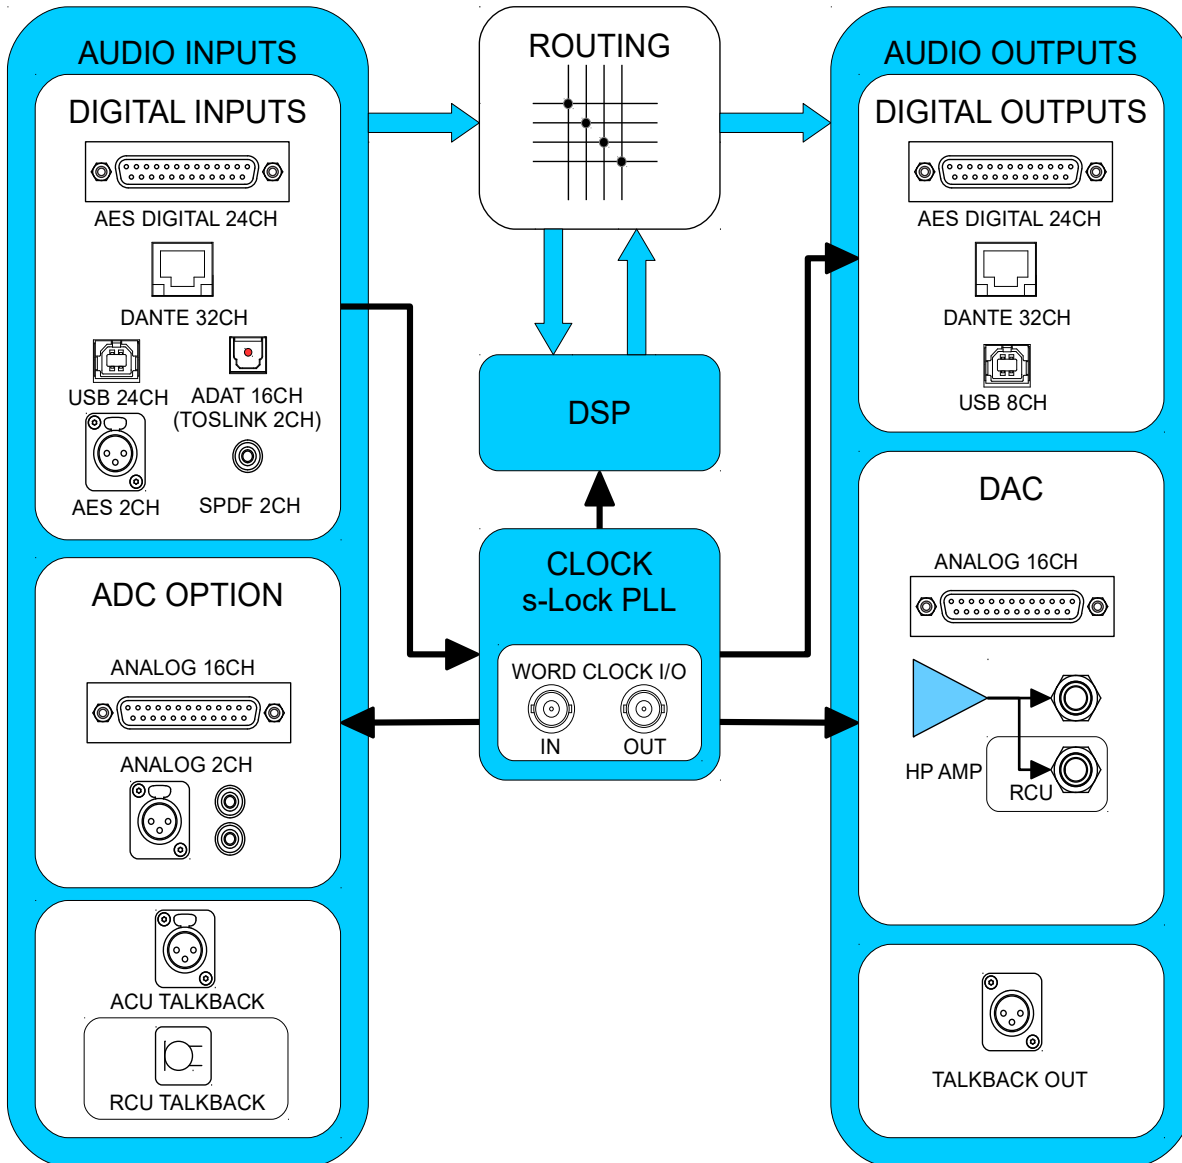 AUDIO INPUTS
DIGITAL INPUTS
AES DIGITAL 24CH
DANTE 32CH
USB 24CH
ADAT 16CH
(TOSLINK 2CH)
AES 2CH
SPDF 2CH
ADC OPTION
ANALOG 16CH
ANALOG 2CH
ACU TALKBACK
RCU TALKBACK
ROUTING
DSP
CLOCK
s-Lock PLL
WORD CLOCK I/O
IN
OUT
AUDIO OUTPUTS
DIGITAL OUTPUTS
AES DIGITAL 24CH
DANTE 32CH
USB 8CH
DAC
ANALOG 16CH
HP AMP
RCU
TALKBACK OUT